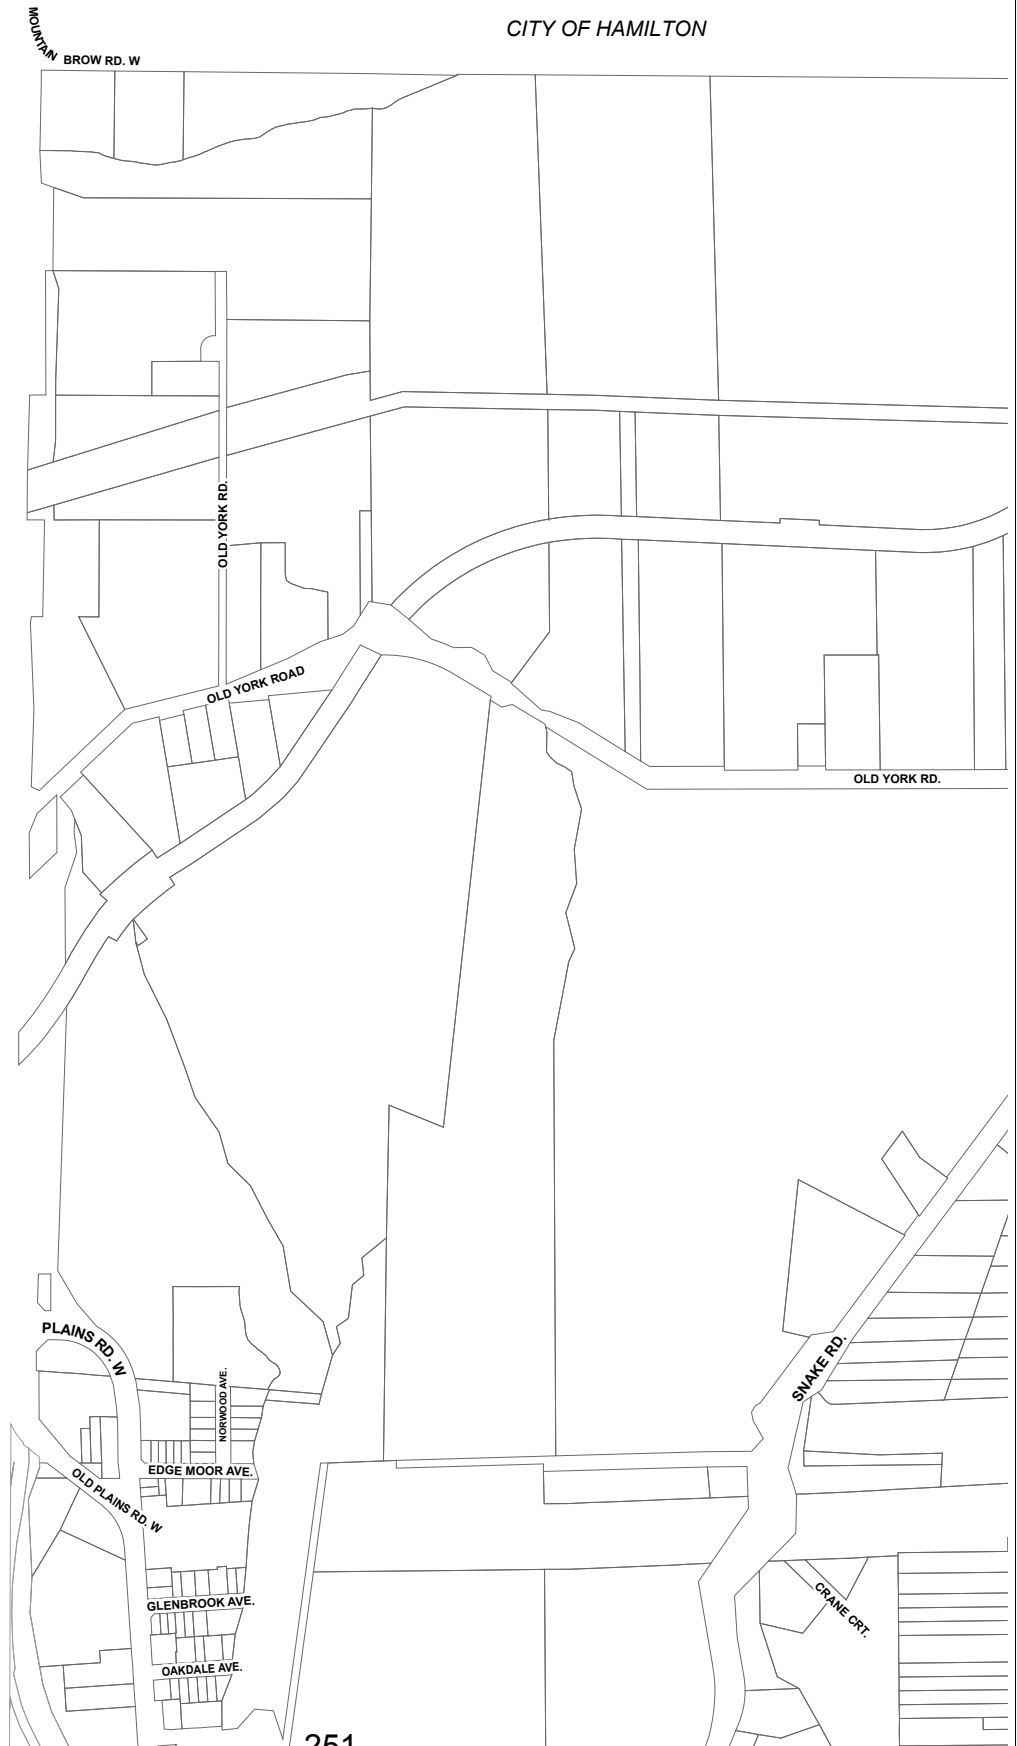 CITY OF HAMILTON
MOUNTAIN
BROW RD. W
OLD YORK RD.
OLD YORK ROAD
OLD YORK RD.
PLAINS RD. W
SNAKE RD.
NORWOOD AVE.
EDGE MOOR AVE.
OLD PLAINS RD. W
GLENBROOK AVE.
CRANE CRT.
OAKDALE AVE.
251